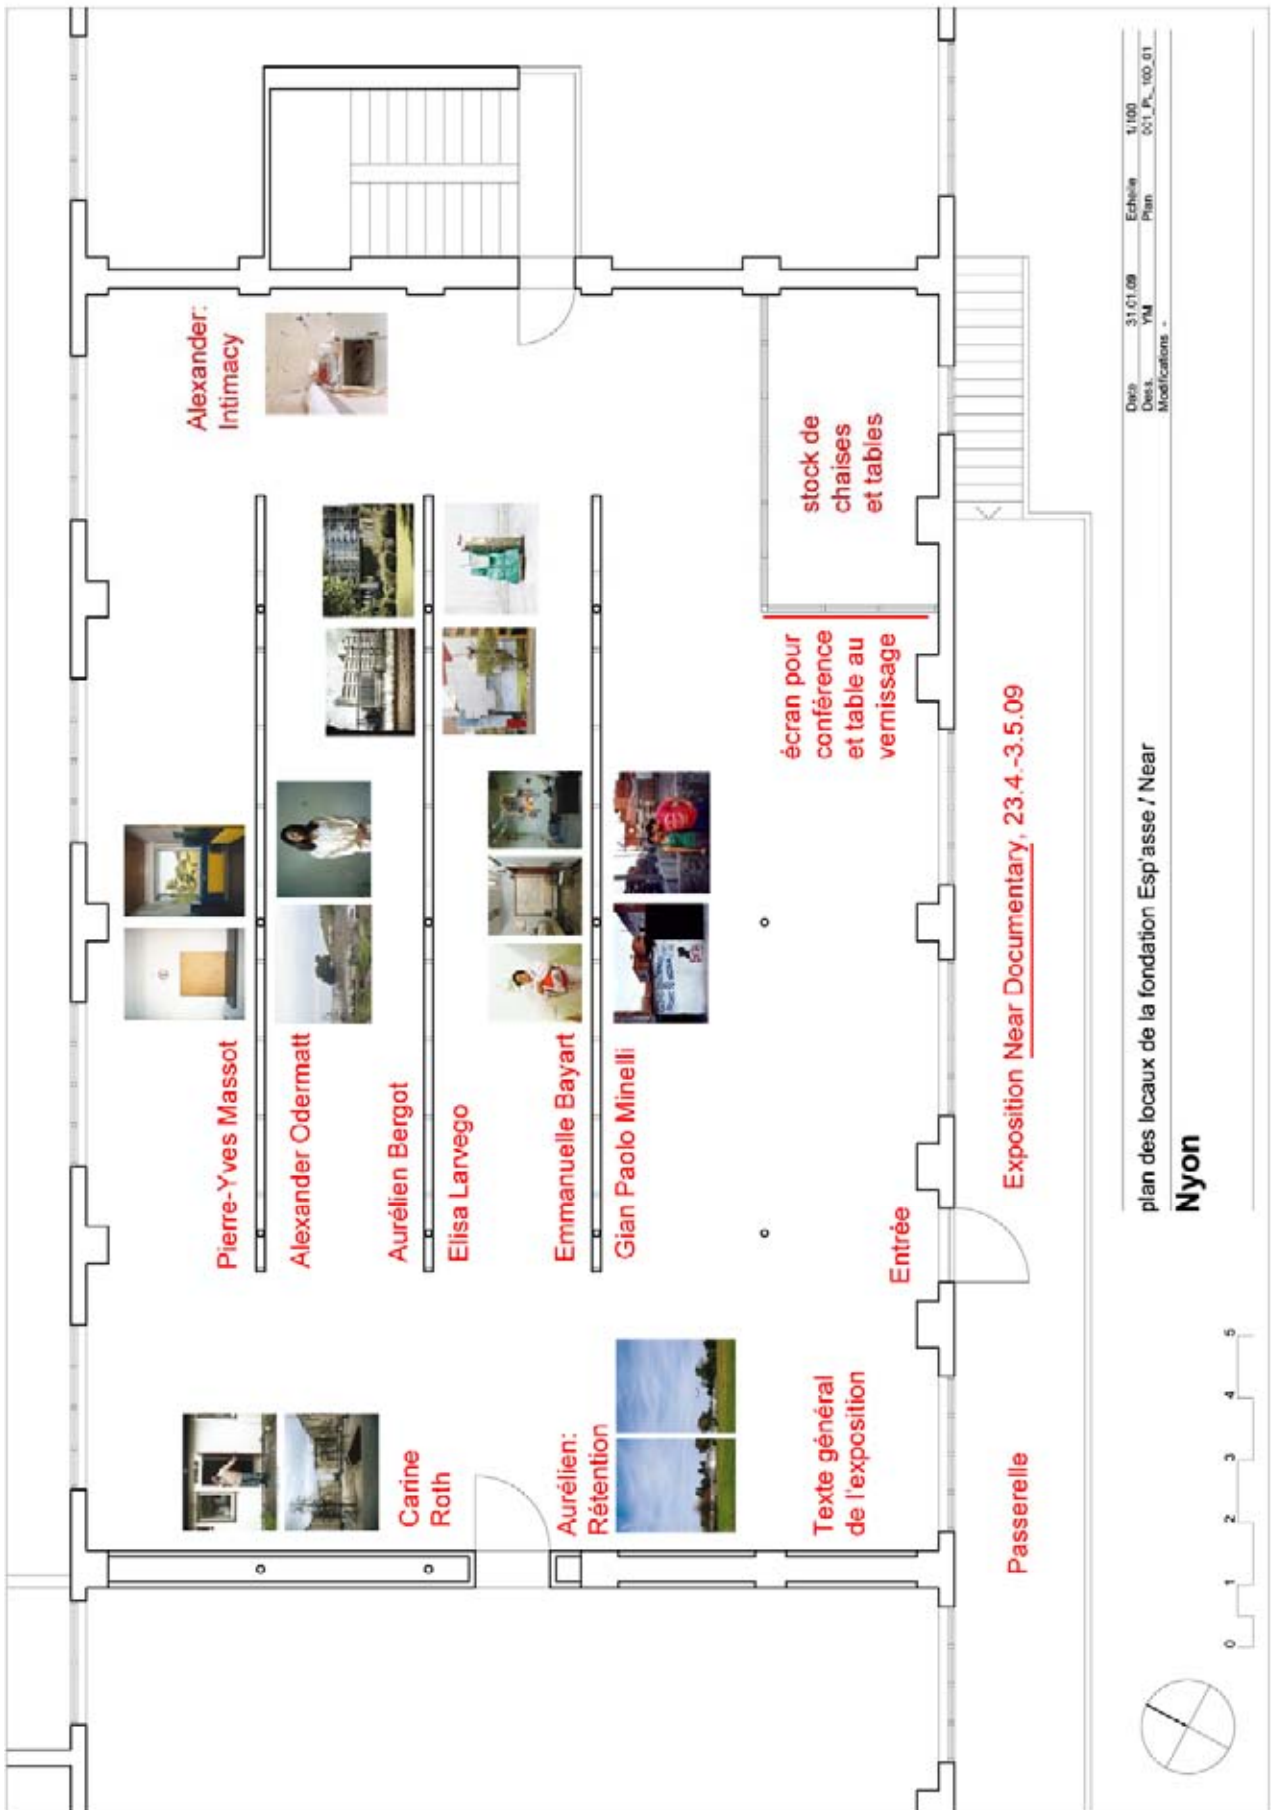 Alexander:
Intimacy
Pierre-Yves Massot
Alexander Odermatt
Aurélien Bergot
Elisa Larvego
Emmanuelle Bayart
Gian Paolo Minelli
Carine
Roth
Aurélien:
Rétention
Texte général
de l'exposition
Entrée
écran pour
conférence
et table au
vernissage
stock de
chaises
et tables
Passerelle
Exposition Near Documentary, 23.4.-3.5.09
plan des locaux de la fondation Esp'asse / Near
Nyon
Date 31.01.09 Echelle 1/100
Dess. YM Plan 001_PL_100_01
Modifications -
0 1 2 3 4 5